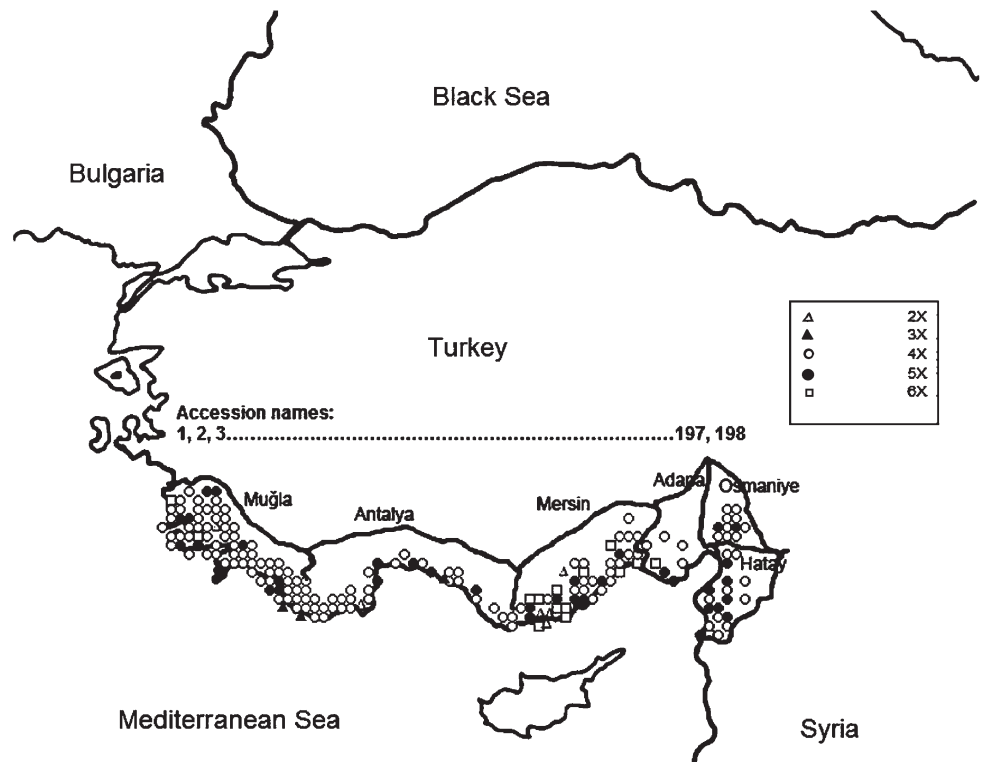 Black Sea
Bulgaria
Turkey
2X
3X
4X
5X
6X
Accession names:
1, 2, 3...............................................................................197, 198
Muğla
Antalya
Mersin
Adana
Osmaniye
Hatay
Mediterranean Sea
Syria